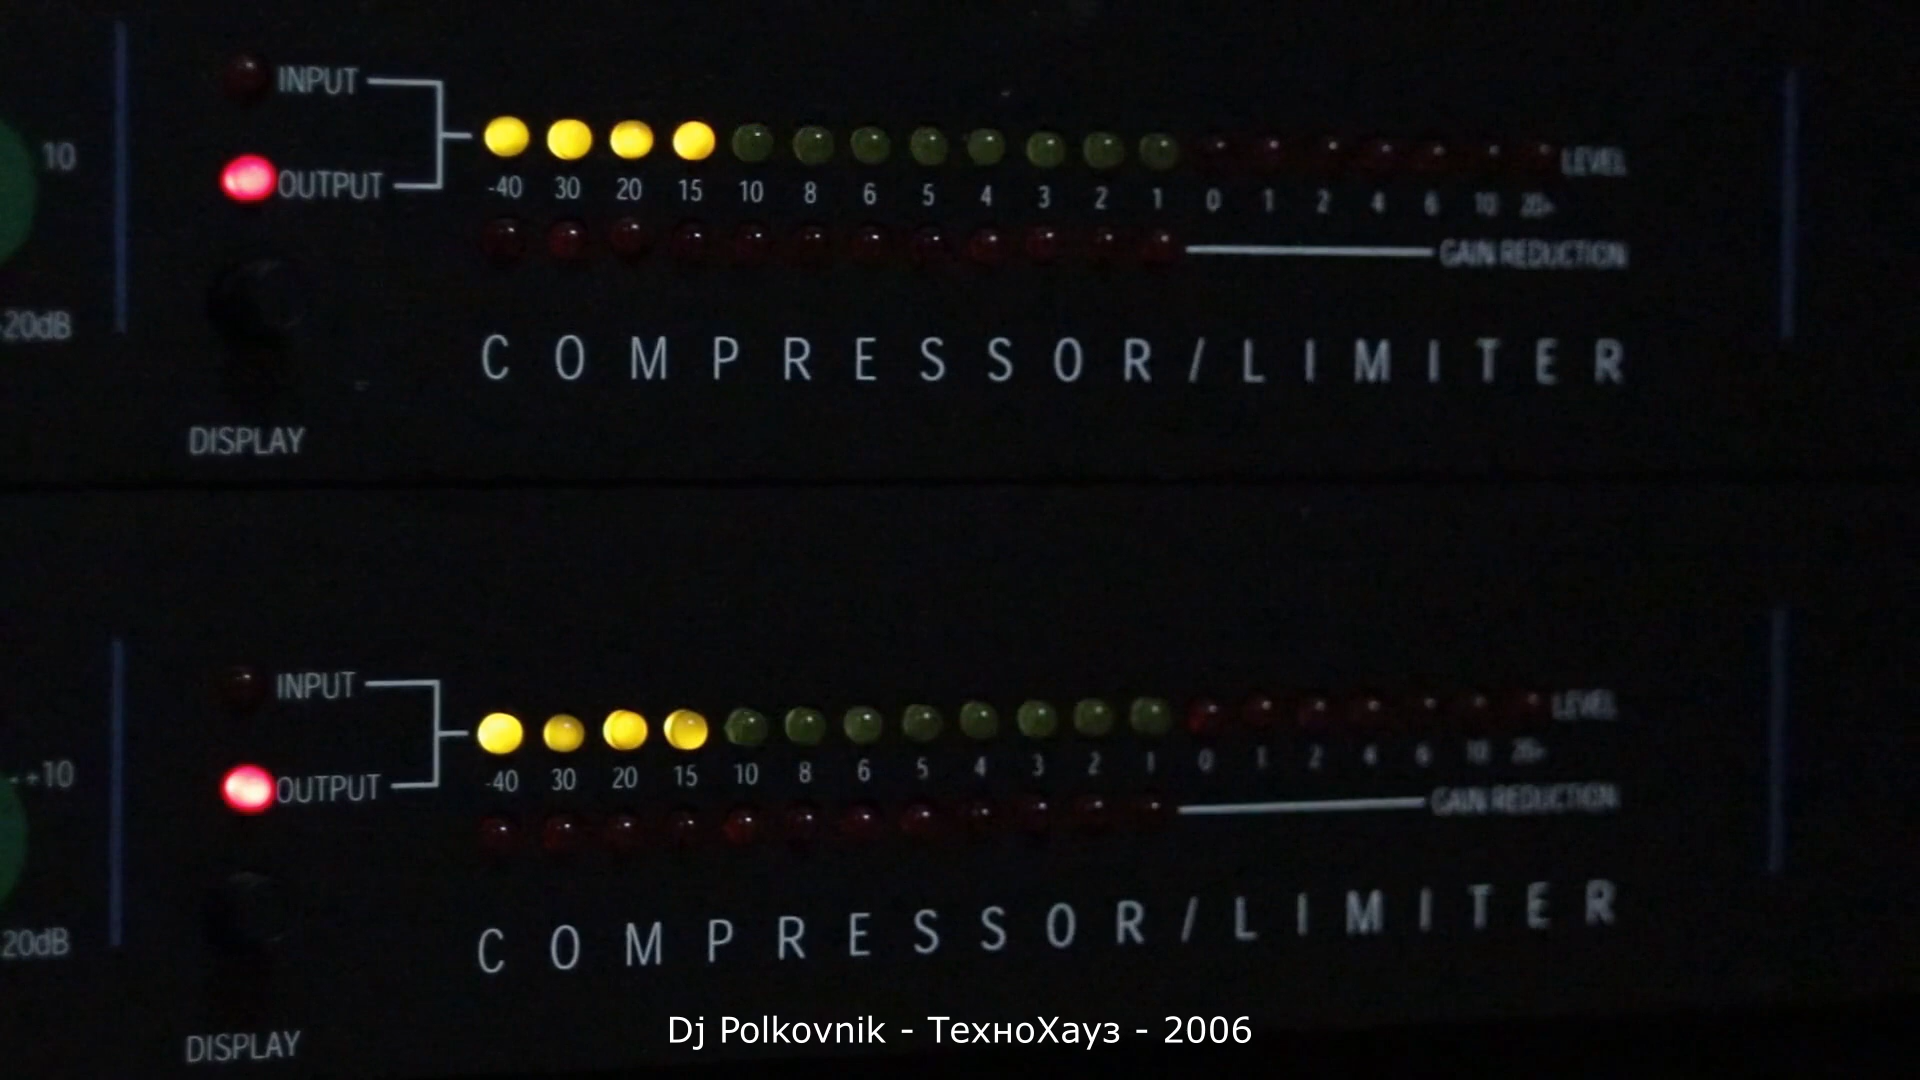 INPUT
10
LEVEL
OUTPUT
-40 30 20 15 10 8 6 5 4 3 2 1 0 1 2 4 6 10 20+
GAIN REDUCTION
-20dB
COMPRESSOR/LIMITER
DISPLAY
INPUT
LEVEL
+10
OUTPUT
-40 30 20 15 10 8 6 5 4 3 2 1 0 1 2 4 6 10 20+
GAIN REDUCTION
20dB
COMPRESSOR/LIMITER
DISPLAY
Dj Polkovnik - ТехноХауз - 2006